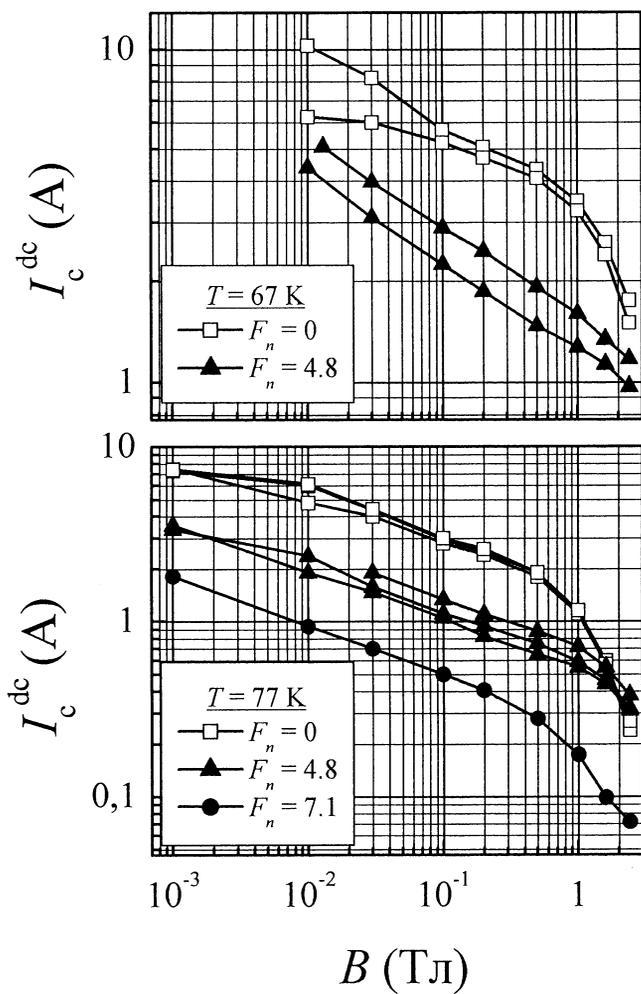 10
1
I_c^dc (A)
T = 67 K
F_n = 0
F_n = 4.8
10
1
0,1
I_c^dc (A)
T = 77 K
F_n = 0
F_n = 4.8
F_n = 7.1
10^-3 10^-2 10^-1 1
B (Тл)